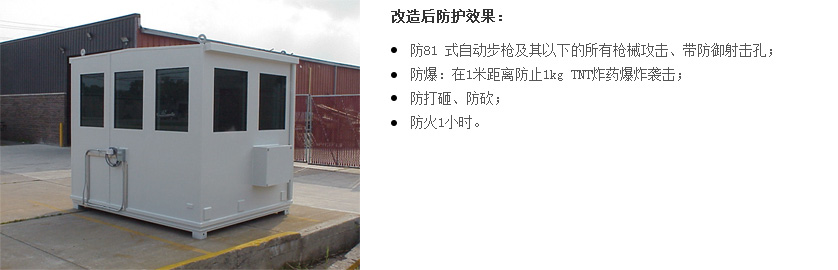 改造后防护效果：
防81 式自动步枪及其以下的所有枪械攻击、带防御射击孔；
防爆：在1米距离防止1kg TNT炸药爆炸袭击；
防打砸、防砍；
防火1小时。